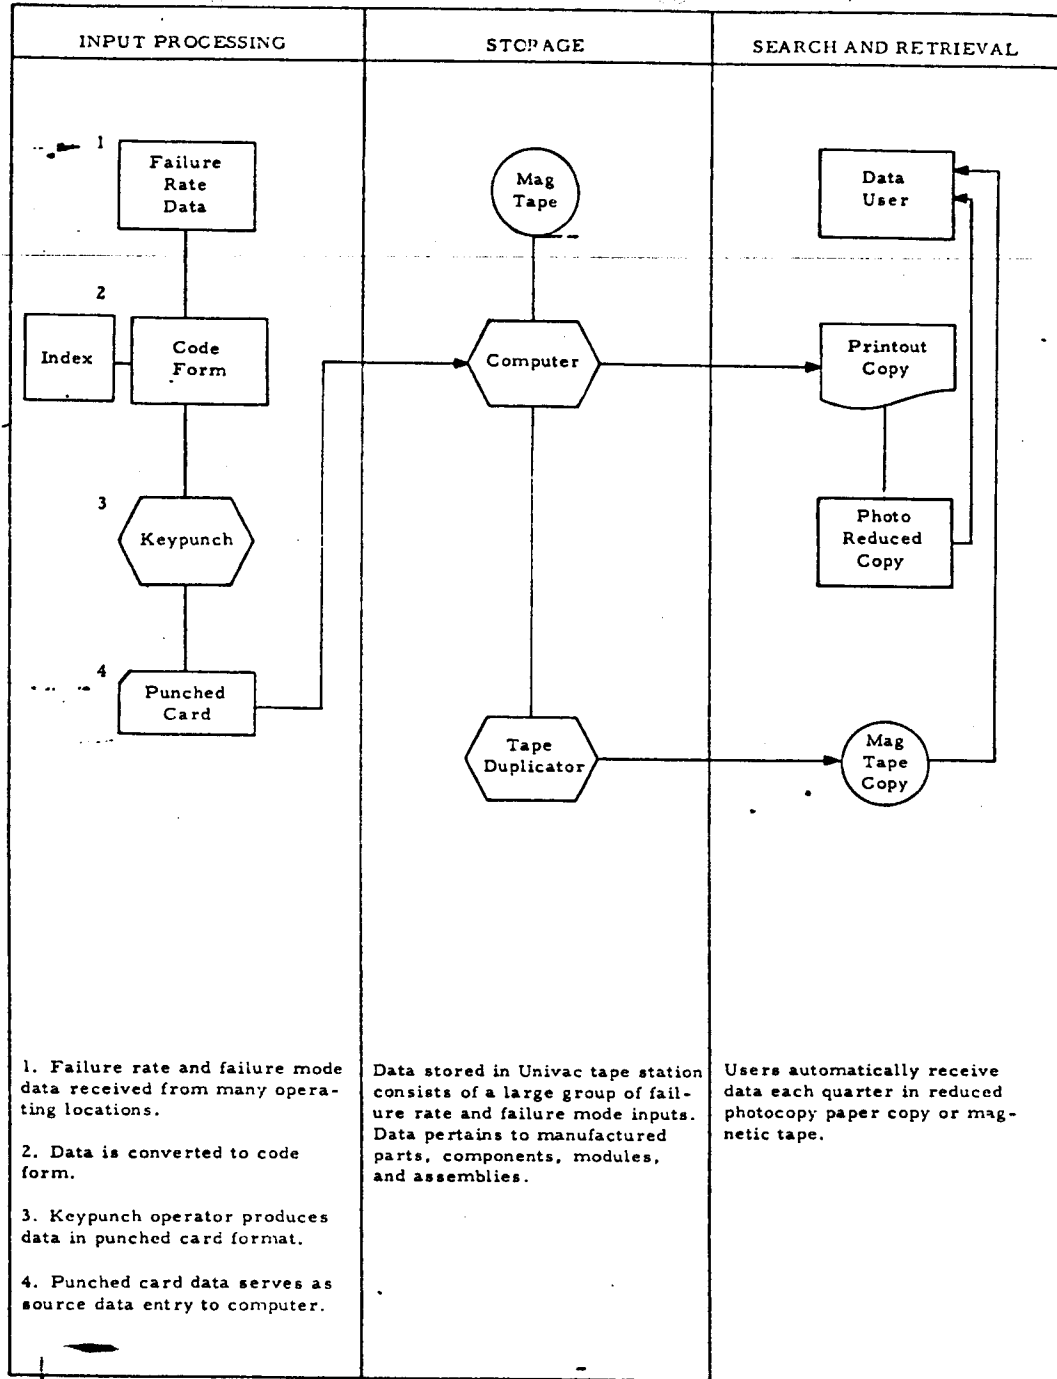 INPUT PROCESSING
STORAGE
SEARCH AND RETRIEVAL
1
Failure
Rate
Data
2
Index
Code
Form
3
Keypunch
4
Punched
Card
Mag
Tape
Computer
Tape
Duplicator
Data
User
Printout
Copy
Photo
Reduced
Copy
Mag
Tape
Copy
1. Failure rate and failure mode
data received from many opera-
ting locations.
2. Data is converted to code
form.
3. Keypunch operator produces
data in punched card format.
4. Punched card data serves as
source data entry to computer.
Data stored in Univac tape station
consists of a large group of fail-
ure rate and failure mode inputs.
Data pertains to manufactured
parts, components, modules,
and assemblies.
Users automatically receive
data each quarter in reduced
photocopy paper copy or mag-
netic tape.